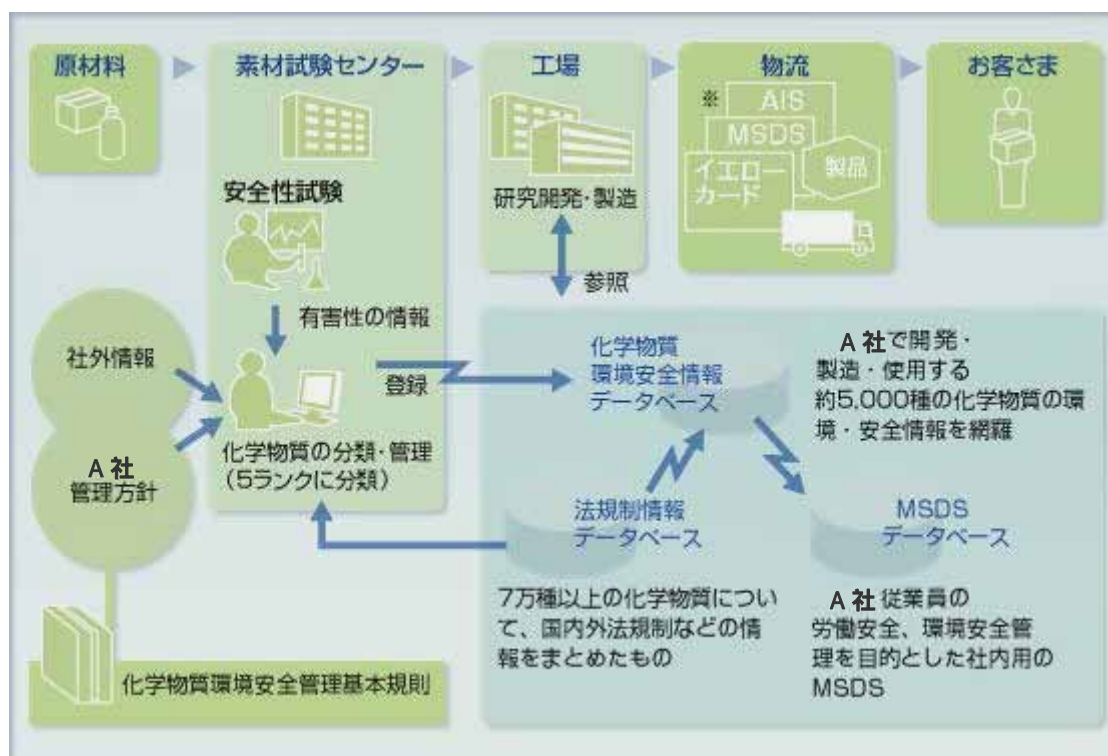 原材料
素材試験センター
工場
物流
お客さま
※ AIS
MSDS
イエロー
カード
製品
安全性試験
研究開発・製造
参照
有害性の情報
社外情報
登録
A社
管理方針
化学物質の分類・管理
（5ランクに分類）
化学物質
環境安全情報
データベース
A社で開発・
製造・使用する
約5,000種の化学物質の環
境・安全情報を網羅
法規制情報
データベース
MSDS
データベース
7万種以上の化学物質につい
て、国内外法規制などの情
報をまとめたもの
A社従業員の
労働安全、環境安全管
理を目的とした社内用の
MSDS
化学物質環境安全管理基本規則